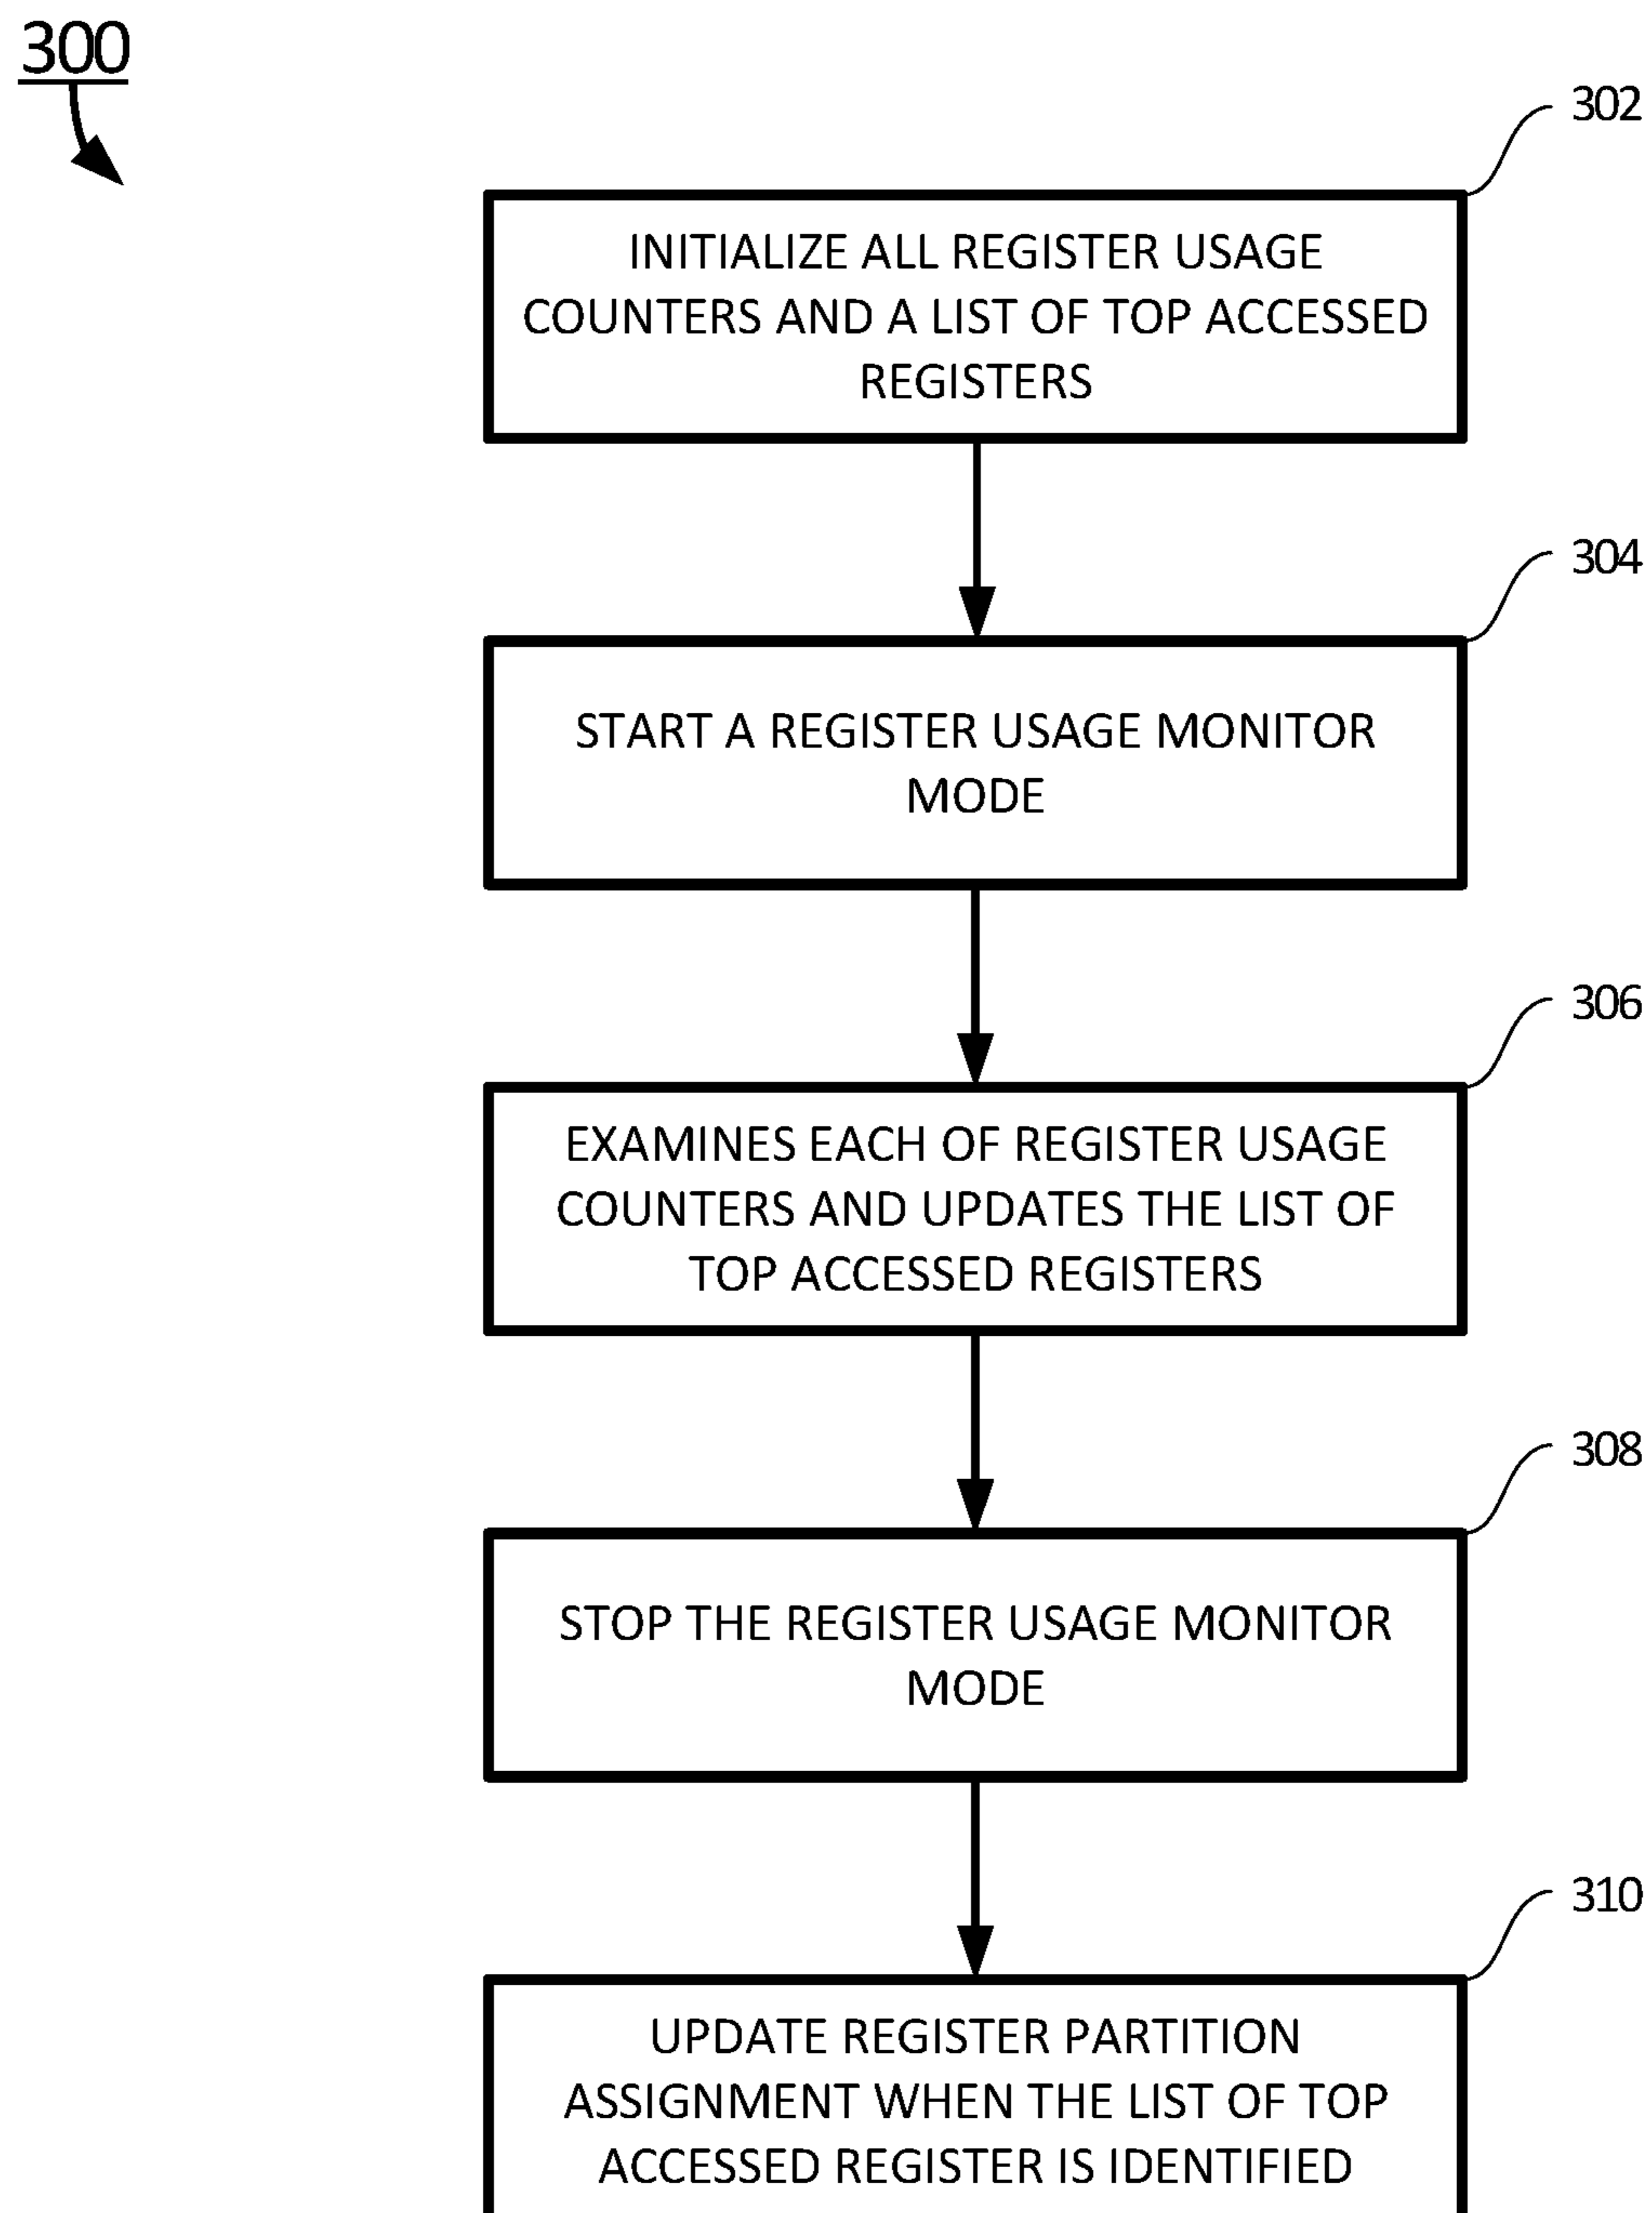 300
302
INITIALIZE ALL REGISTER USAGE
COUNTERS AND A LIST OF TOP ACCESSED
REGISTERS
304
START A REGISTER USAGE MONITOR
MODE
306
EXAMINES EACH OF REGISTER USAGE
COUNTERS AND UPDATES THE LIST OF
TOP ACCESSED REGISTERS
308
STOP THE REGISTER USAGE MONITOR
MODE
310
UPDATE REGISTER PARTITION
ASSIGNMENT WHEN THE LIST OF TOP
ACCESSED REGISTER IS IDENTIFIED